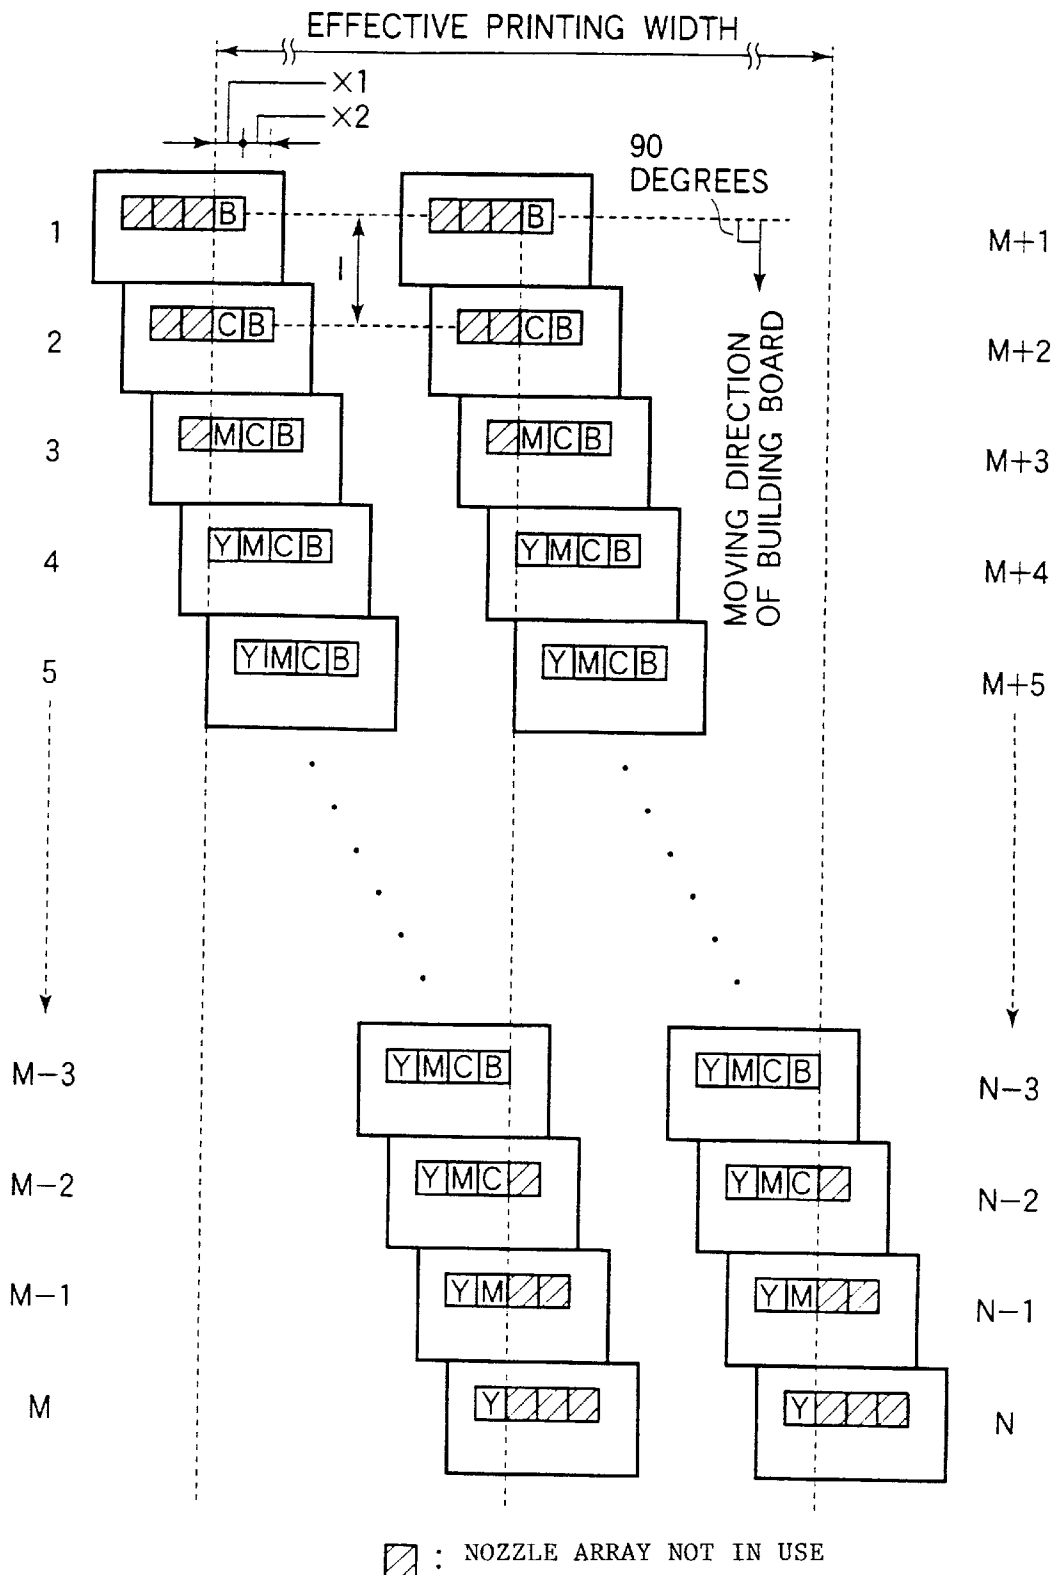 EFFECTIVE PRINTING WIDTH
X1
X2
90
DEGREES
1
B
B
M+1
l
2
C B
C B
M+2
MOVING DIRECTION
OF BUILDING BOARD
3
M C B
M C B
M+3
4
Y M C B
Y M C B
M+4
5
Y M C B
Y M C B
M+5
M-3
Y M C B
Y M C B
N-3
M-2
Y M C
Y M C
N-2
M-1
Y M
Y M
N-1
M
Y
Y
N
: NOZZLE ARRAY NOT IN USE